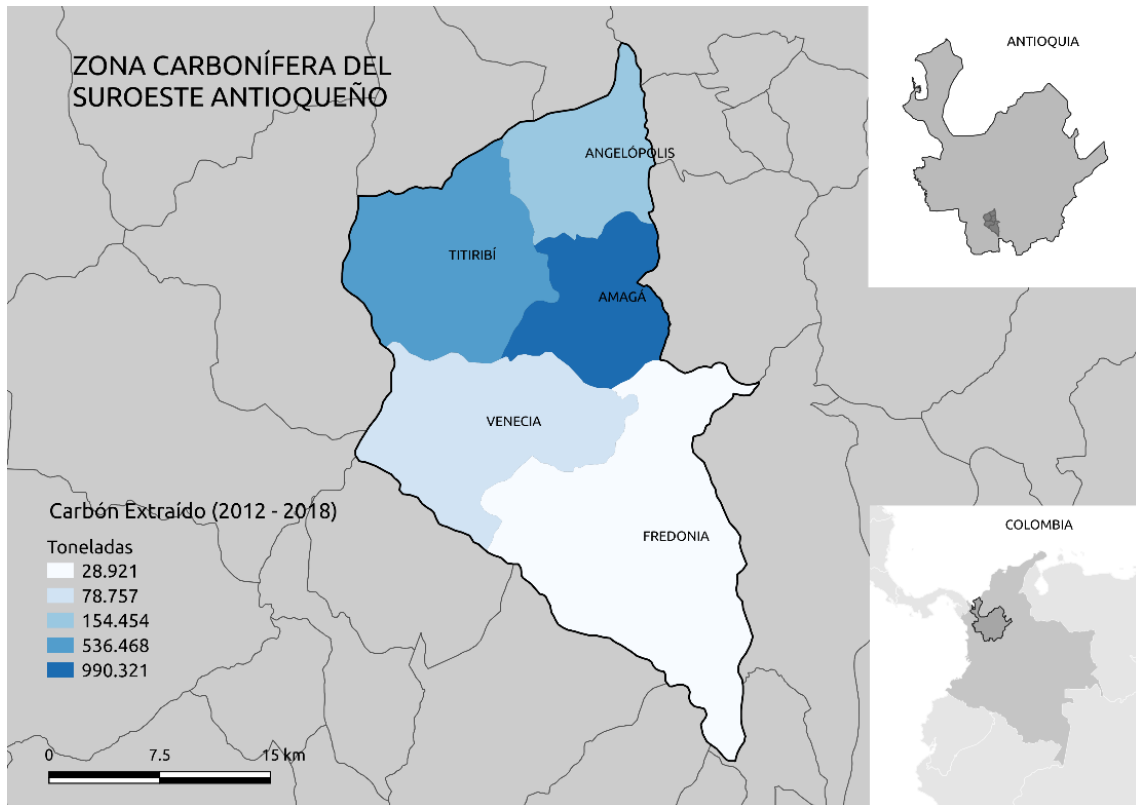 ZONA CARBONÍFERA DEL
SUROESTE ANTIOQUEÑO
ANTIOQUIA
ANGELÓPOLIS
TITIRIBÍ
AMAGÁ
VENECIA
FREDONIA
Carbón Extraído (2012 - 2018)
Toneladas
28.921
78.757
154.454
536.468
990.321
0 7.5 15 km
COLOMBIA